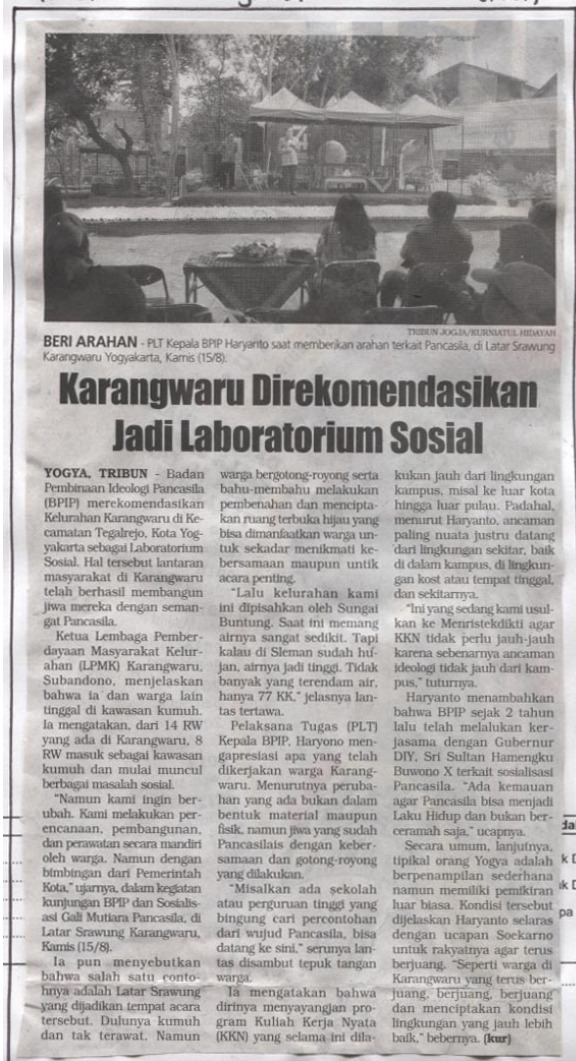 TRIBUN JOGJA/KURNIATUL HIDAYAH
BERI ARAHAN - PLT Kepala BPIP Haryanto saat memberikan arahan terkait Pancasila, di Latar Srawung
Karangwaru Yogyakarta, Kamis (15/8).
Karangwaru Direkomendasikan
Jadi Laboratorium Sosial
YOGYA, TRIBUN - Badan
Pembinaan Ideologi Pancasila
(BPIP) merekomendasikan
Kelurahan Karangwaru di Ke-
camatan Tegalrejo, Kota Yog-
yakarta sebagai Laboratorium
Sosial. Hal tersebut lantaran
masyarakat di Karangwaru
telah berhasil membangun
jiwa mereka dengan seman-
gat Pancasila.
Ketua Lembaga Pember-
dayaan Masyarakat Kelur-
ahan (LPMK) Karangwaru,
Subandono, menjelaskan
bahwa ia dan warga lain
tinggal di kawasan kumuh.
Ia mengatakan, dari 14 RW
yang ada di Karangwaru, 8
RW masuk sebagai kawasan
kumuh dan mulai muncul
berbagai masalah sosial.
"Namun kami ingin ber-
ubah. Kami melakukan per-
encanaan, pembangunan,
dan perawatan secara mandiri
oleh warga. Namun dengan
bimbingan dari Pemerintah
Kota," ujarnya, dalam kegiatan
kunjungan BPIP dan Sosialis-
asi Gali Mutiara Pancasila, di
Latar Srawung Karangwaru,
Kamis (15/8).
Ia pun menyebutkan
bahwa salah satu conto-
hnya adalah Latar Srawung
yang dijadikan tempat acara
tersebut. Dulunya kumuh
dan tak terawat. Namun
warga bergotong-royong serta
bahu-membahu melakukan
pembenahan dan mencipta-
kan ruang terbuka hijau yang
bisa dimanfaatkan warga un-
tuk sekadar menikmati ke-
bersamaan maupun untik
acara penting.
"Lalu kelurahan kami
ini dipisahkan oleh Sungai
Buntung. Saat ini memang
airnya sangat sedikit. Tapi
kalau di Sleman sudah hu-
jan, airnya jadi tinggi. Tidak
banyak yang terendam air,
hanya 77 KK," jelasnya lan-
tas tertawa.
Pelaksana Tugas (PLT)
Kepala BPIP, Haryono men-
gapresiasi apa yang telah
dikerjakan warga Karang-
waru. Menurutnya peruba-
han yang ada bukan dalam
bentuk material maupun
fisik, namun jiwa yang sudah
Pancasilais dengan keber-
samaan dan gotong-royong
yang dilakukan.
"Misalkan ada sekolah
atau perguruan tinggi yang
bingung cari percontohan
dari wujud Pancasila, bisa
datang ke sini," serunya lan-
tas disambut tepuk tangan
warga.
Ia mengatakan bahwa
dirinya menyayangjan pro-
gram Kuliah Kerja Nyata
(KKN) yang selama ini dila-
kukan jauh dari lingkungan
kampus, misal ke luar kota
hingga luar pulau. Padahal,
menurut Haryanto, ancaman
paling nuata justru datang
dari lingkungan sekitar, baik
di dalam kampus, di lingkun-
gan kost atau tempat tinggal,
dan sekitarnya.
"Ini yang sedang kami usul-
kan ke Menristekdikti agar
KKN tidak perlu jauh-jauh
karena sebenarnya ancaman
ideologi tidak jauh dari kam-
pus," tuturnya.
Haryanto menambahkan
bahwa BPIP sejak 2 tahun
lalu telah melalukan ker-
jasama dengan Gubernur
DIY, Sri Sultan Hamengku
Buwono X terkait sosialisasi
Pancasila. "Ada kemauan
agar Pancasila bisa menjadi
Laku Hidup dan bukan ber-
ceramah saja," ucapnya.
Secara umum, lanjutnya,
tipikal orang Yogya adalah
berpenampilan sederhana
namun memiliki pemikiran
luar biasa. Kondisi tersebut
dijelaskan Haryanto selaras
dengan ucapan Soekarno
untuk rakyatnya agar terus
berjuang. "Seperti warga di
Karangwaru yang terus ber-
juang, berjuang, berjuang
dan menciptakan kondisi
lingkungan yang jauh lebih
baik," bebernya. (kur)